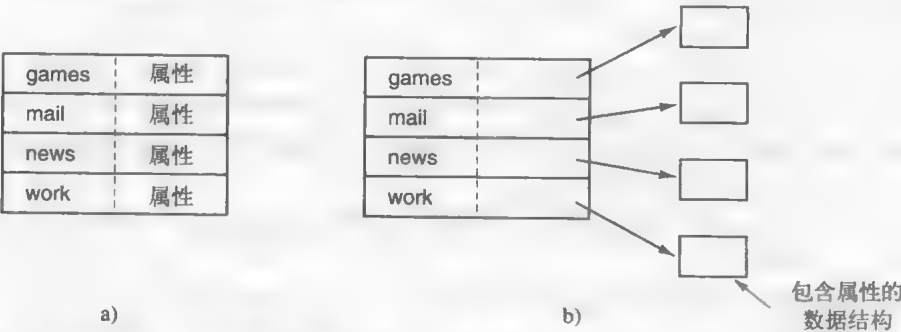 games 属性
mail 属性
news 属性
work 属性
a)
games
mail
news
work
包含属性的
数据结构
b)